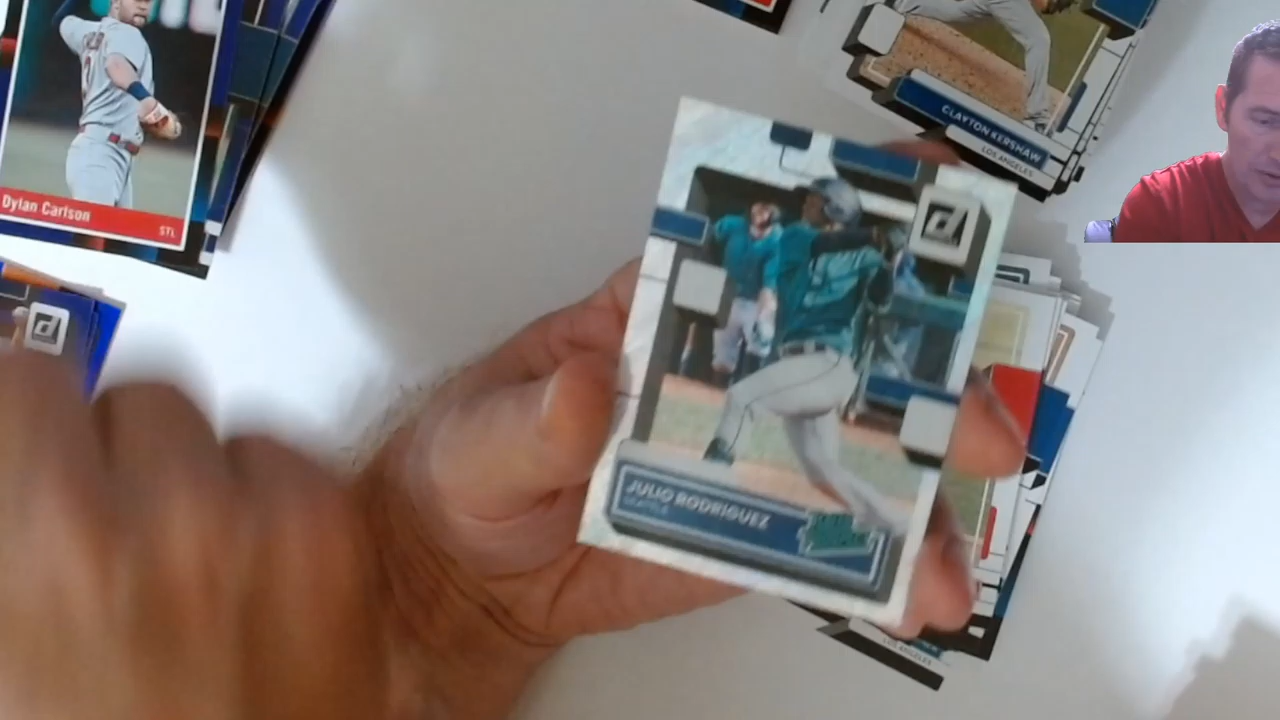 Dylan Carlson
STL
CLAYTON KERSHAW
LOS ANGELES
d
d
JULIO RODRIGUEZ
SEATTLE
LOS ANGELES